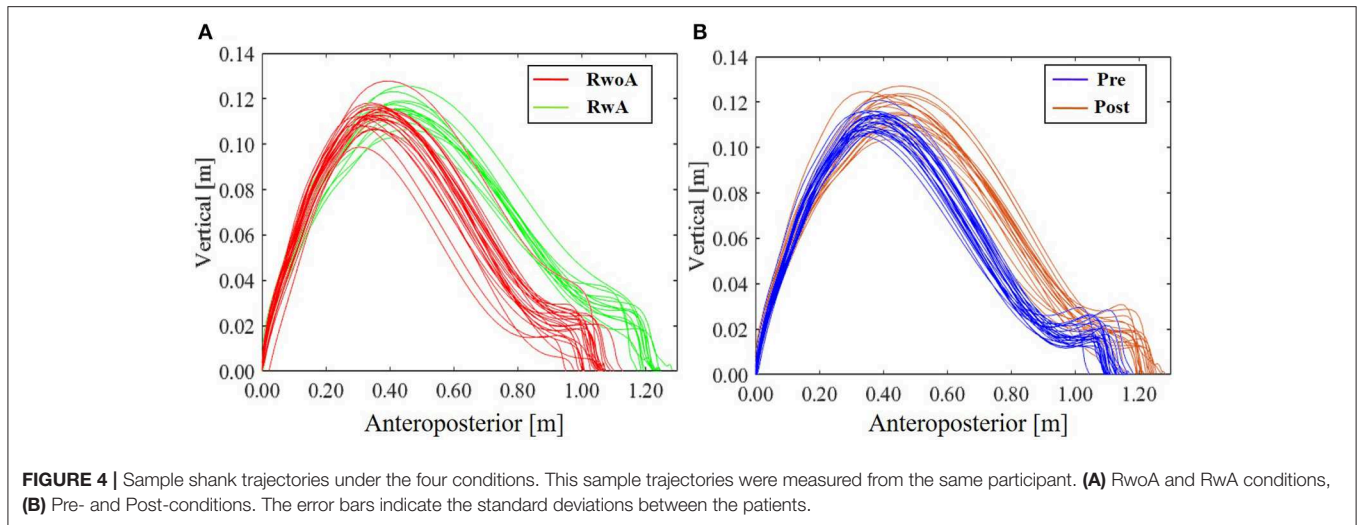 A
0.14
0.12
0.10
0.08
0.06
0.04
0.02
0.00
Vertical [m]
RwoA
RwA
0.00 0.20 0.40 0.60 0.80 1.00 1.20
Anteroposterior [m]
B
0.14
0.12
0.10
0.08
0.06
0.04
0.02
0.00
Vertical [m]
Pre
Post
0.00 0.20 0.40 0.60 0.80 1.00 1.20
Anteroposterior [m]
FIGURE 4 | Sample shank trajectories under the four conditions. This sample trajectories were measured from the same participant. (A) RwoA and RwA conditions,
(B) Pre- and Post-conditions. The error bars indicate the standard deviations between the patients.